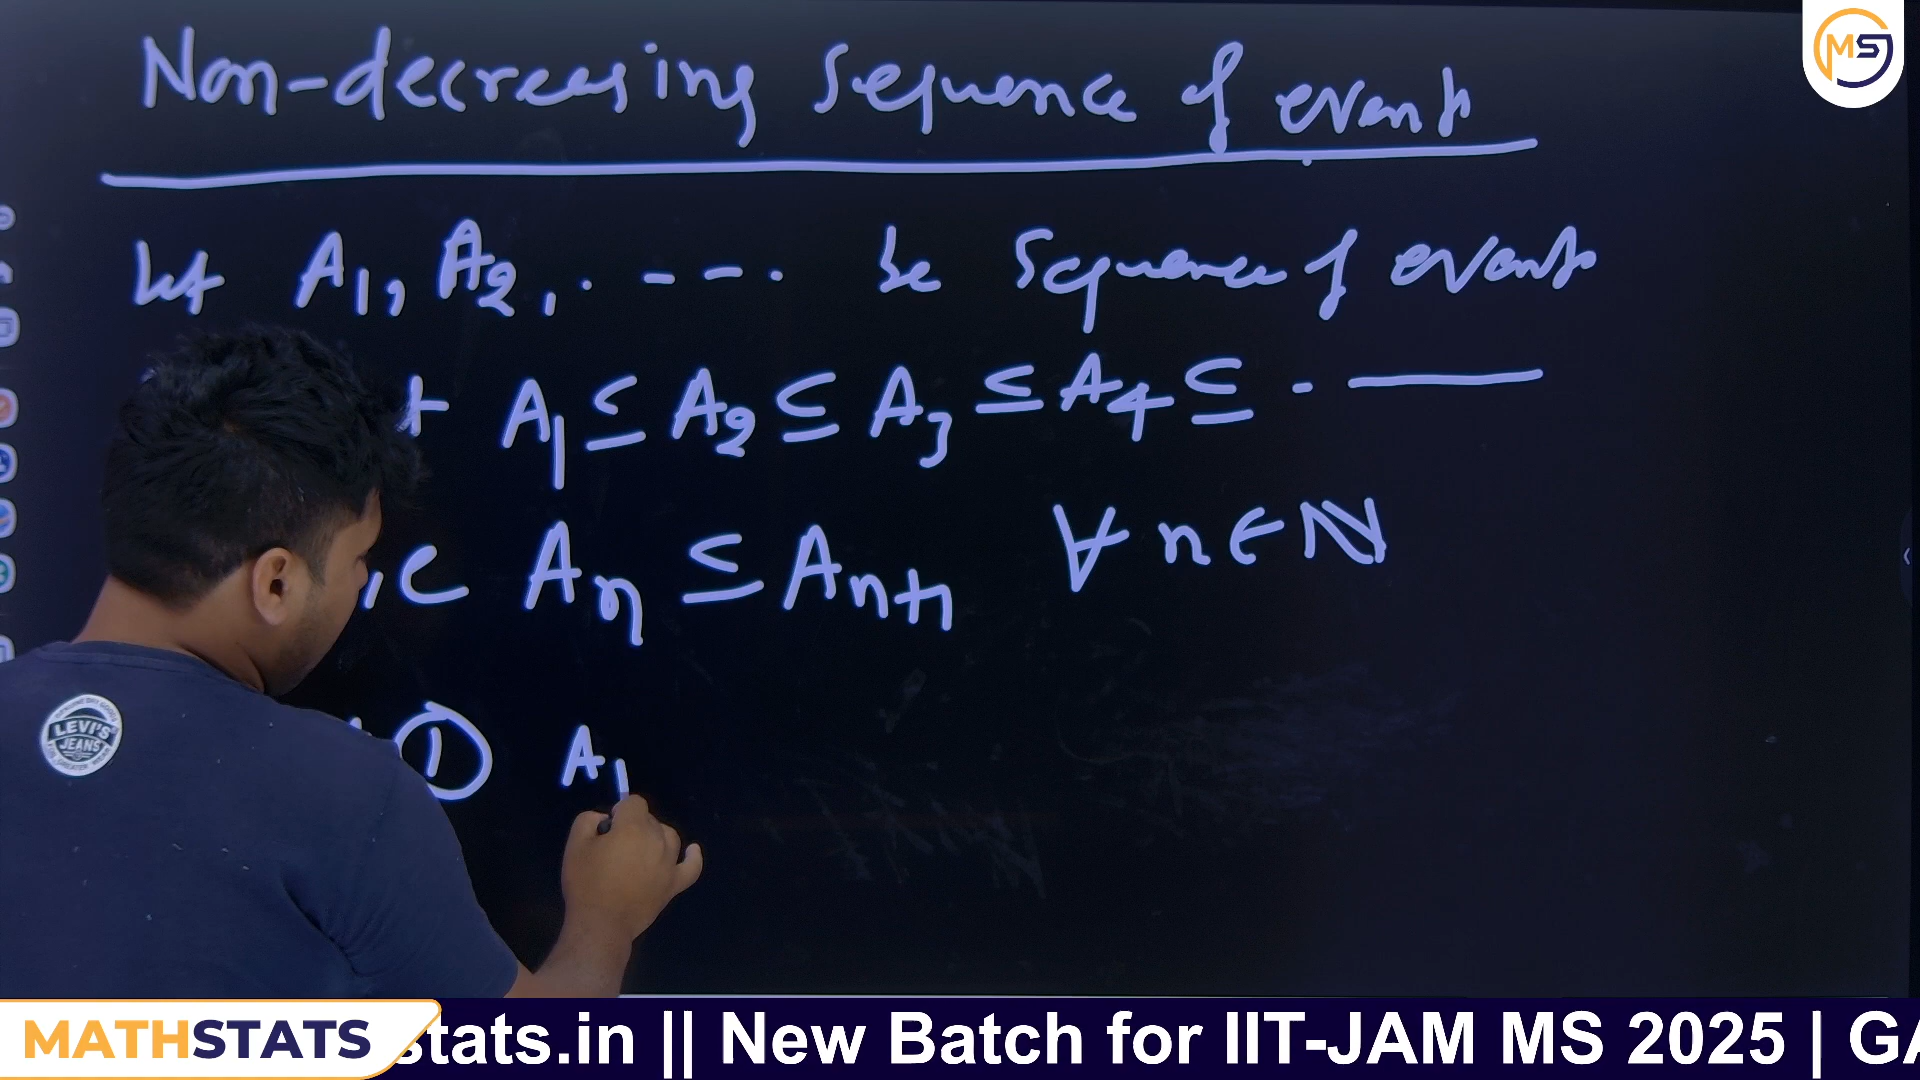 Non-decreasing Sequence of events
MS
Let A1, A2, . - - . be Sequence of events
A1 ⊆ A2 ⊆ A3 ⊆ A4 ⊆ . ―
i.e An ⊆ An+1 ∀ n ∈ ℕ
① A1
LEVI'S
JEANS
MATHSTATS stats.in || New Batch for IIT-JAM MS 2025 | GA